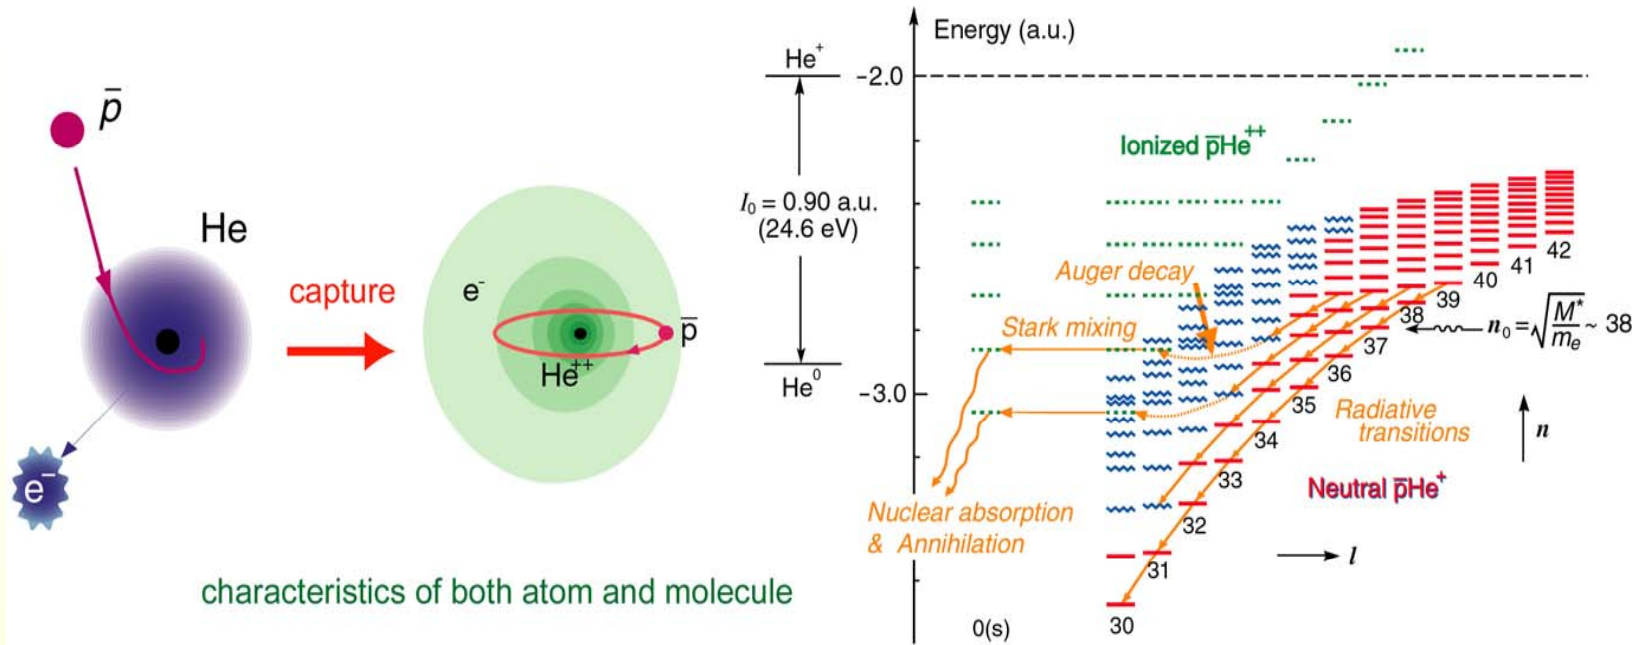 p̄
He
capture
e⁻
p̄
He⁺⁺
e⁻
characteristics of both atom and molecule
He⁺
I₀ = 0.90 a.u.
(24.6 eV)
He⁰
Energy (a.u.)
−2.0
−3.0
Ionized p̄He⁺⁺
Auger decay
Stark mixing
Nuclear absorption
& Annihilation
0(s)
30
31
32
33
34
35
36
37
38
39
40
41
42
n₀ = √(M*/mₑ) ~ 38
Radiative
transitions
n
Neutral p̄He⁺
l